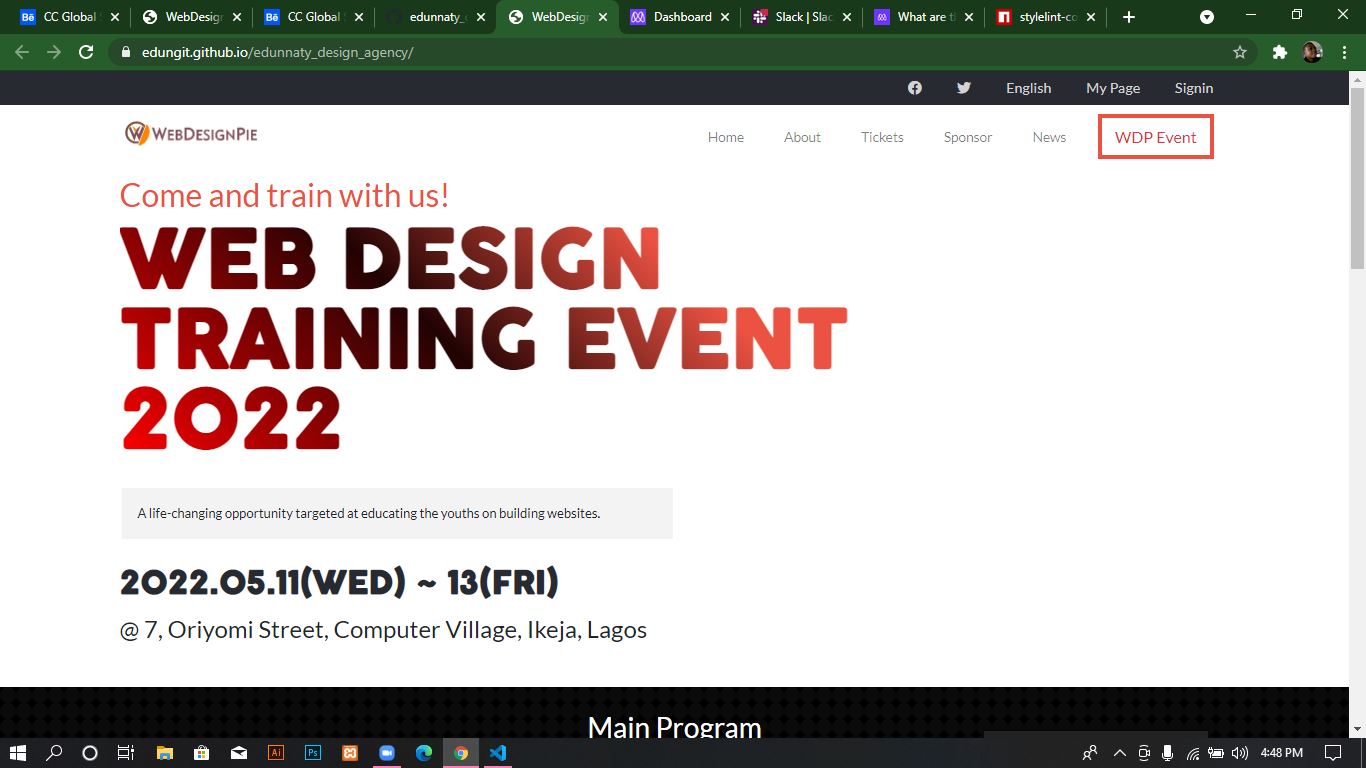 CC Global
WebDesign
CC Global
edunnaty_
WebDesign
Dashboard
Slack | Slac
What are th
stylelint-co
edungit.github.io/edunnaty_design_agency/
English
My Page
Signin
WEBDESIGNPIE
Home
About
Tickets
Sponsor
News
WDP Event
Come and train with us!
WEB DESIGN
TRAINING EVENT
2022
A life-changing opportunity targeted at educating the youths on building websites.
2022.05.11(WED) ~ 13(FRI)
@ 7, Oriyomi Street, Computer Village, Ikeja, Lagos
Main Program
4:48 PM